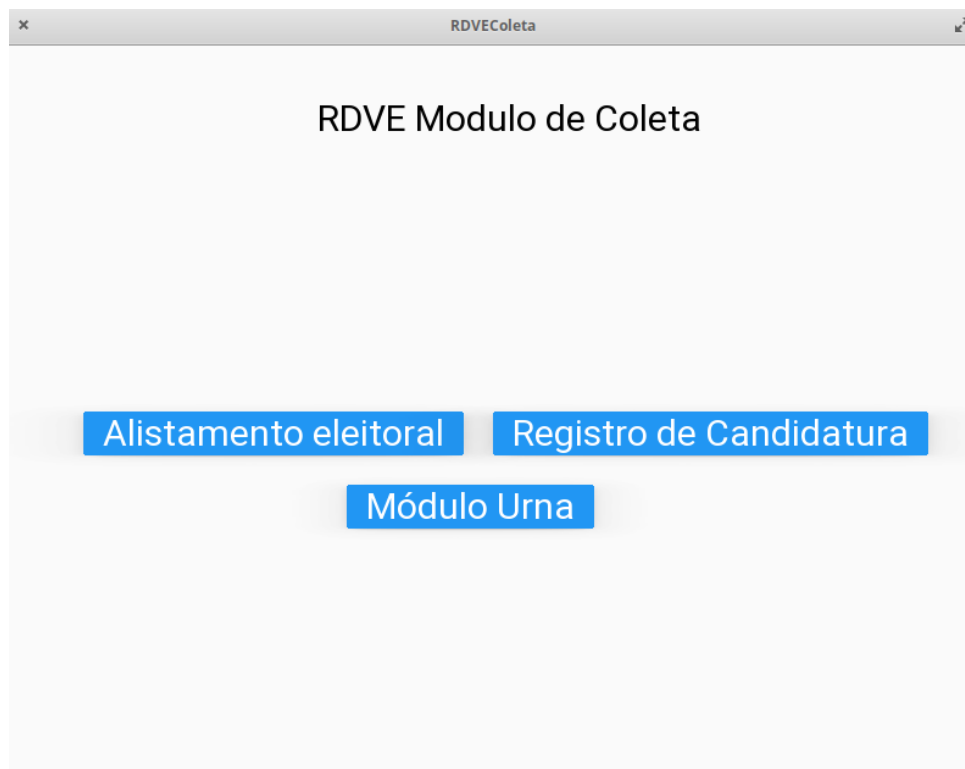 RDVEColeta
RDVE Modulo de Coleta
Alistamento eleitoral
Registro de Candidatura
Módulo Urna